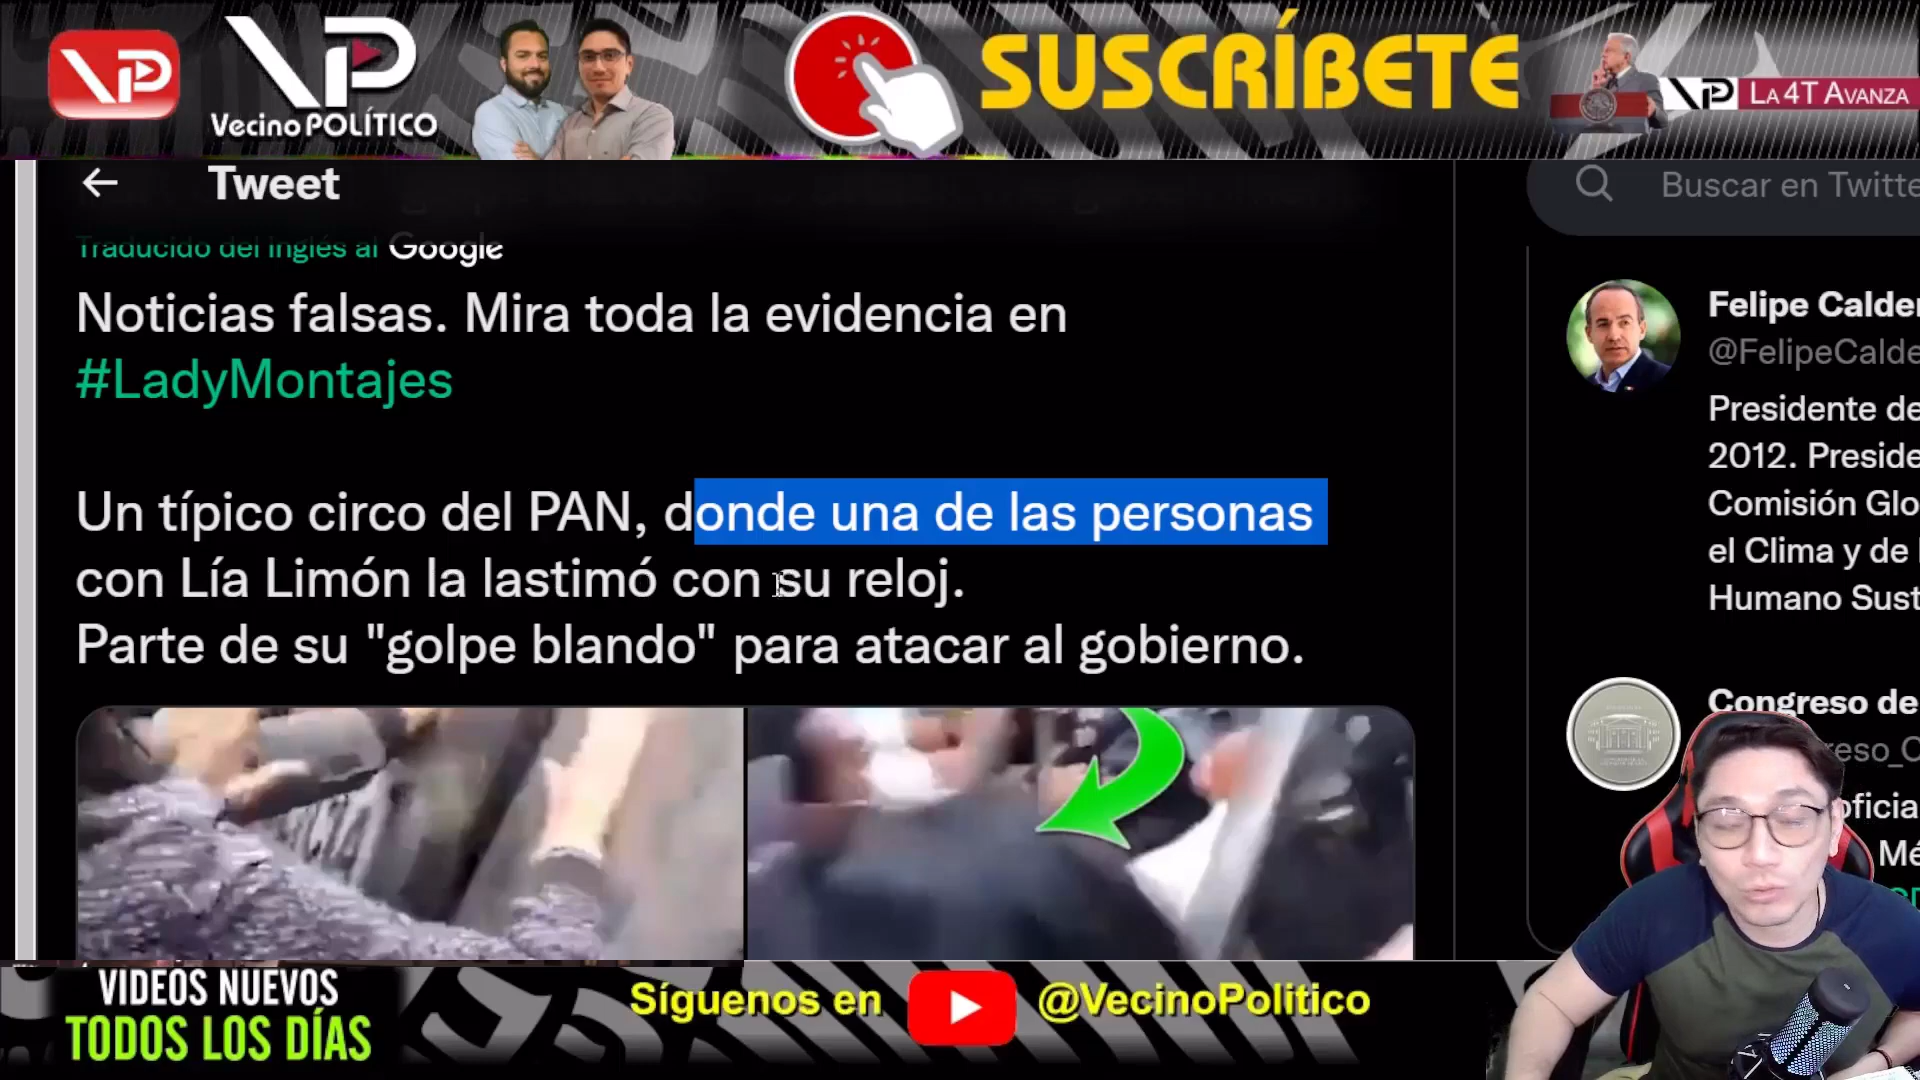 VP
VP
Vecino POLÍTICO
SUSCRÍBETE
VP LA 4T AVANZA
Tweet
Buscar en Twitte
Traducido del inglés al Google
Noticias falsas. Mira toda la evidencia en
#LadyMontajes
Un típico circo del PAN, donde una de las personas
con Lía Limón la lastimó con su reloj.
Parte de su "golpe blando" para atacar al gobierno.
Felipe Calder
@FelipeCalde
Presidente de
2012. Preside
Comisión Glo
el Clima y de
Humano Sust
Congreso de
reso_C
oficia
Mé
VIDEOS NUEVOS
TODOS LOS DÍAS
Síguenos en @VecinoPolitico